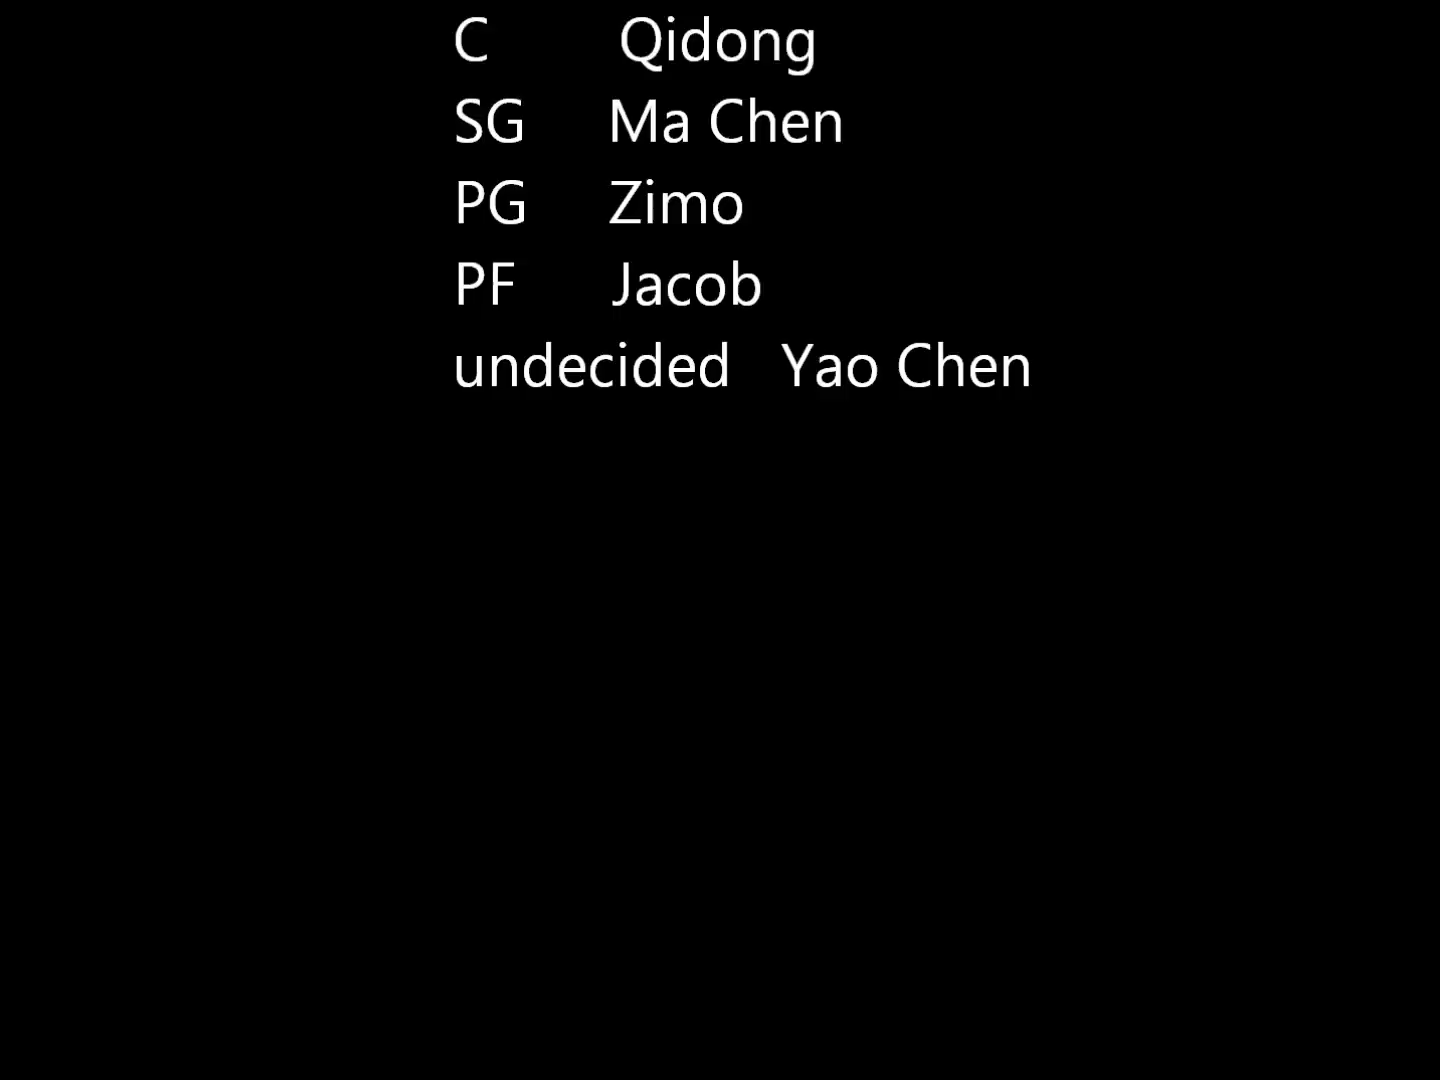 C Qidong
SG Ma Chen
PG Zimo
PF Jacob
undecided Yao Chen